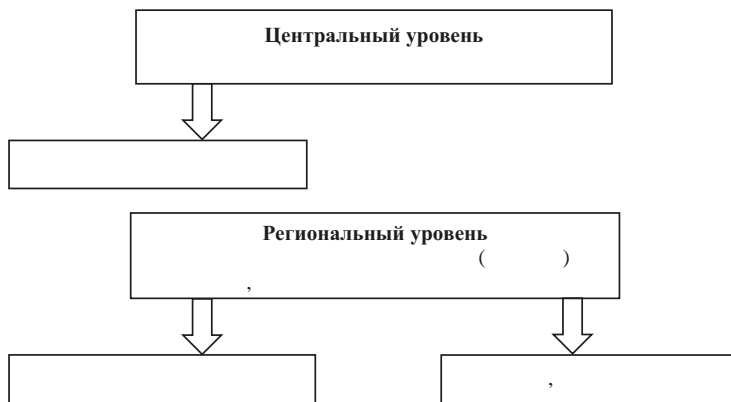 Центральный уровень
Региональный уровень
( )
,
,